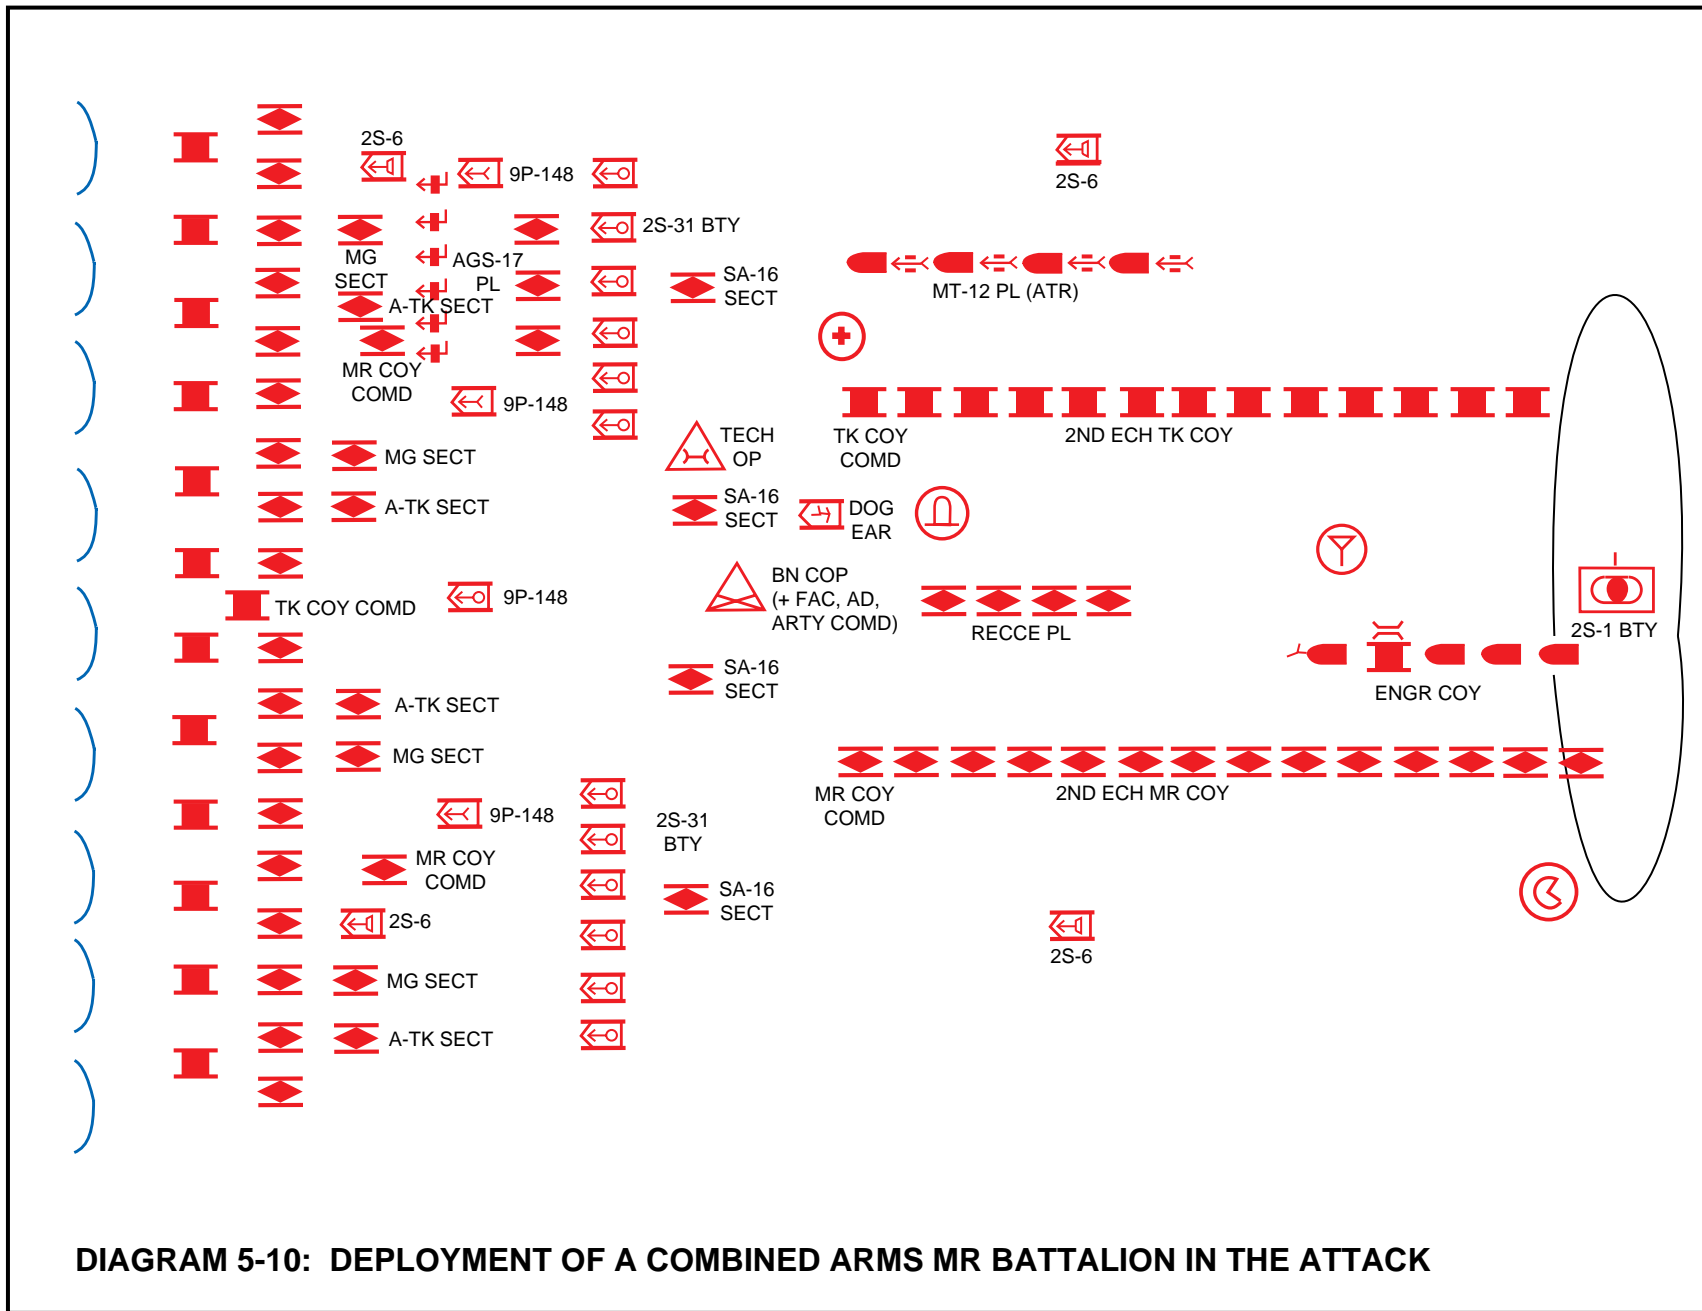 2S-6
9P-148
2S-6
2S-31 BTY
MG
SECT
AGS-17
PL
SA-16
SECT
A-TK SECT
MT-12 PL (ATR)
MR COY
COMD
9P-148
TECH
OP
TK COY
COMD
2ND ECH TK COY
MG SECT
A-TK SECT
SA-16
SECT
DOG
EAR
TK COY COMD
9P-148
BN COP
(+ FAC, AD,
ARTY COMD)
RECCE PL
2S-1 BTY
SA-16
SECT
ENGR COY
A-TK SECT
MG SECT
MR COY
COMD
2ND ECH MR COY
9P-148
2S-31
BTY
MR COY
COMD
SA-16
SECT
2S-6
2S-6
MG SECT
A-TK SECT
DIAGRAM 5-10: DEPLOYMENT OF A COMBINED ARMS MR BATTALION IN THE ATTACK